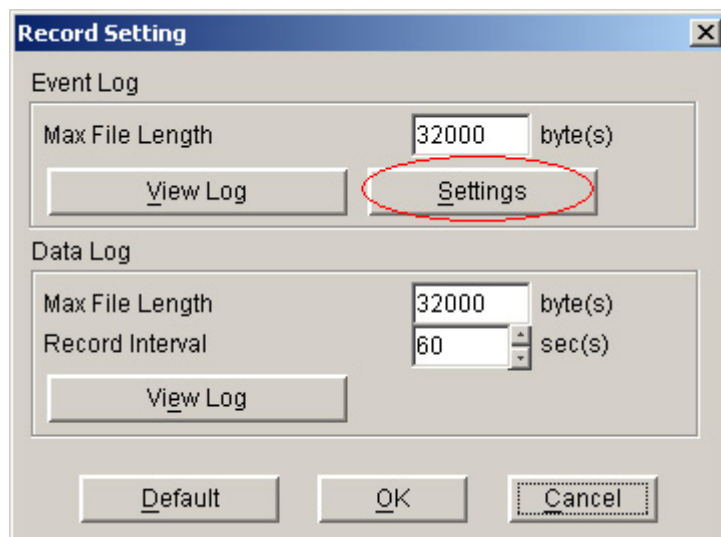 Record Setting
Event Log
Max File Length 32000 byte(s)
View Log Settings
Data Log
Max File Length 32000 byte(s)
Record Interval 60 sec(s)
View Log
Default OK Cancel